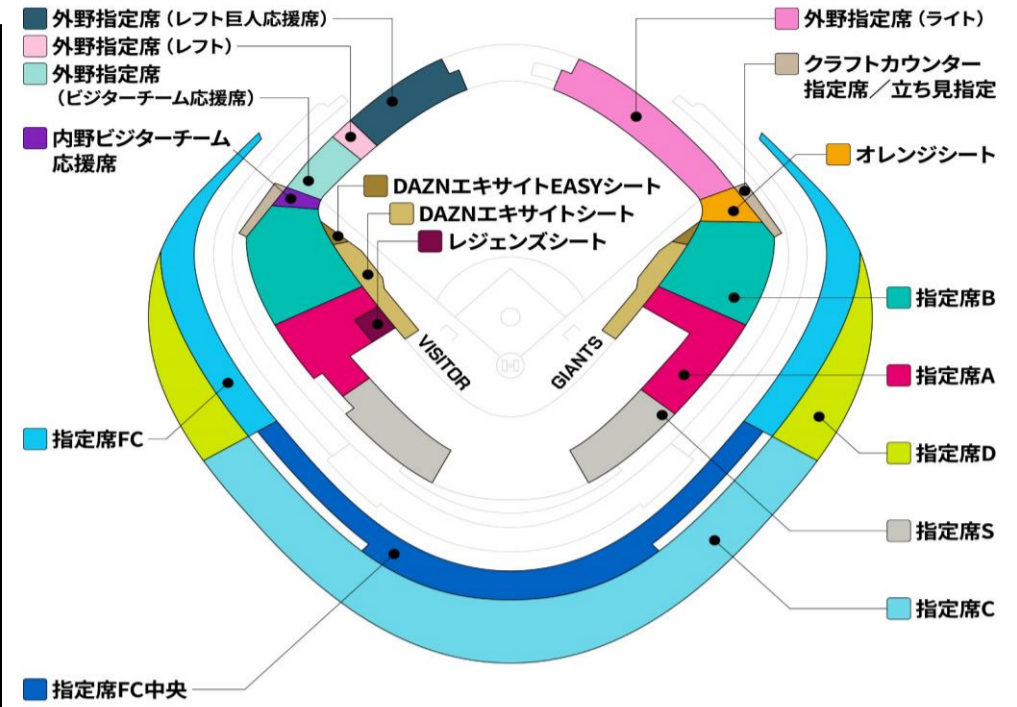 外野指定席（レフト巨人応援席）
外野指定席（レフト）
外野指定席
（ビジターチーム応援席）
内野ビジターチーム
応援席
外野指定席（ライト）
クラフトカウンター
指定席／立ち見指定
オレンジシート
DAZNエキサイトEASYシート
DAZNエキサイトシート
レジェンズシート
VISITOR
GIANTS
指定席B
指定席A
指定席FC
指定席D
指定席S
指定席C
指定席FC中央